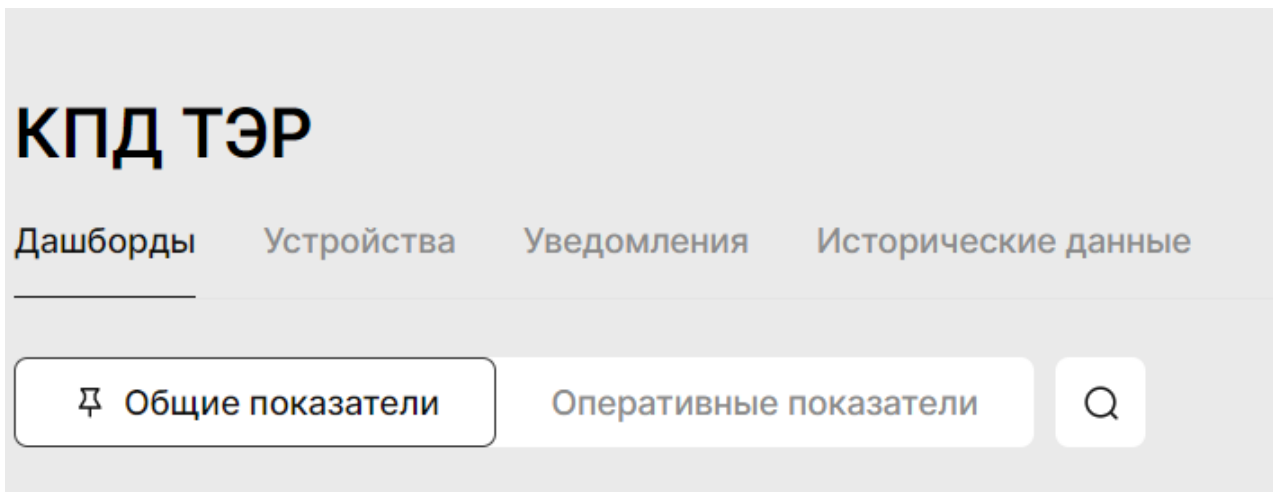 КПД ТЭР
Дашборды Устройства Уведомления Исторические данные
Общие показатели Оперативные показатели